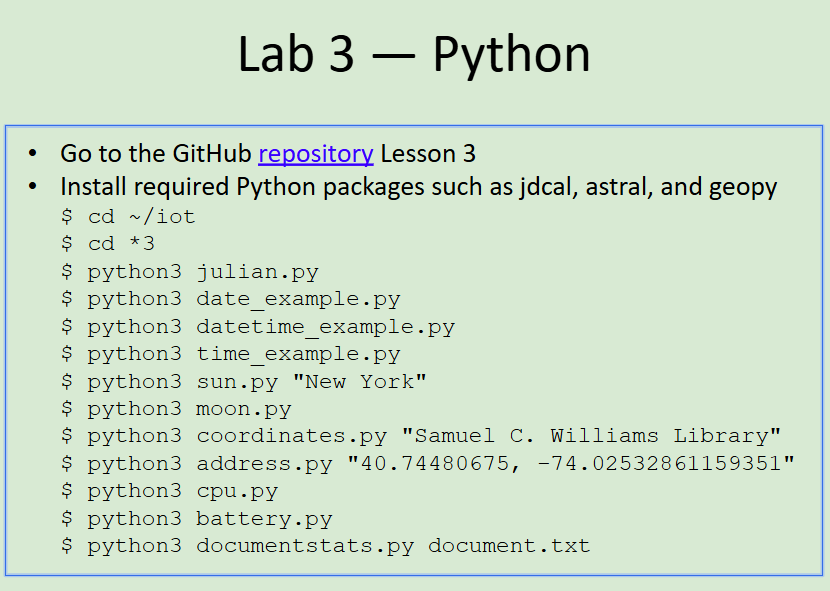 Lab 3 — Python
• Go to the GitHub repository Lesson 3
• Install required Python packages such as jdcal, astral, and geopy
$ cd ~/iot
$ cd *3
$ python3 julian.py
$ python3 date_example.py
$ python3 datetime_example.py
$ python3 time_example.py
$ python3 sun.py "New York"
$ python3 moon.py
$ python3 coordinates.py "Samuel C. Williams Library"
$ python3 address.py "40.74480675, -74.02532861159351"
$ python3 cpu.py
$ python3 battery.py
$ python3 documentstats.py document.txt